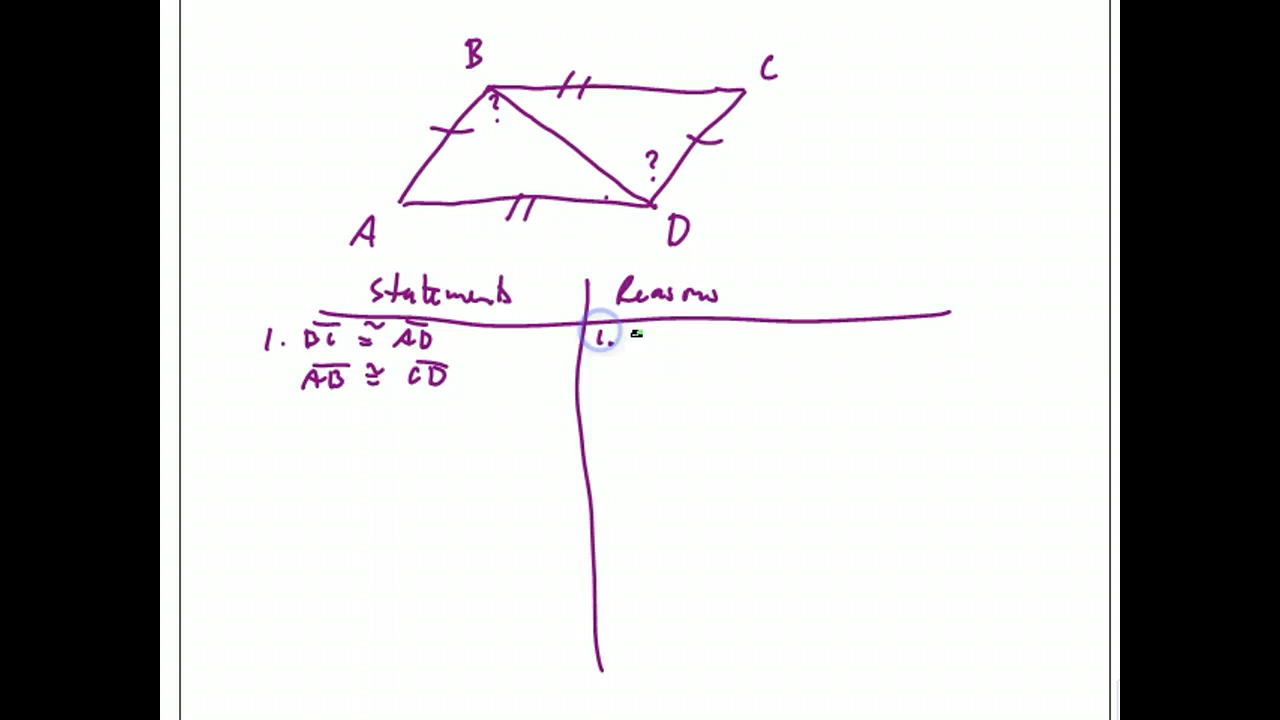 B
C
?
?
A
D
Statements Reasons
1. BC ≅ AD 1.
AB ≅ CD